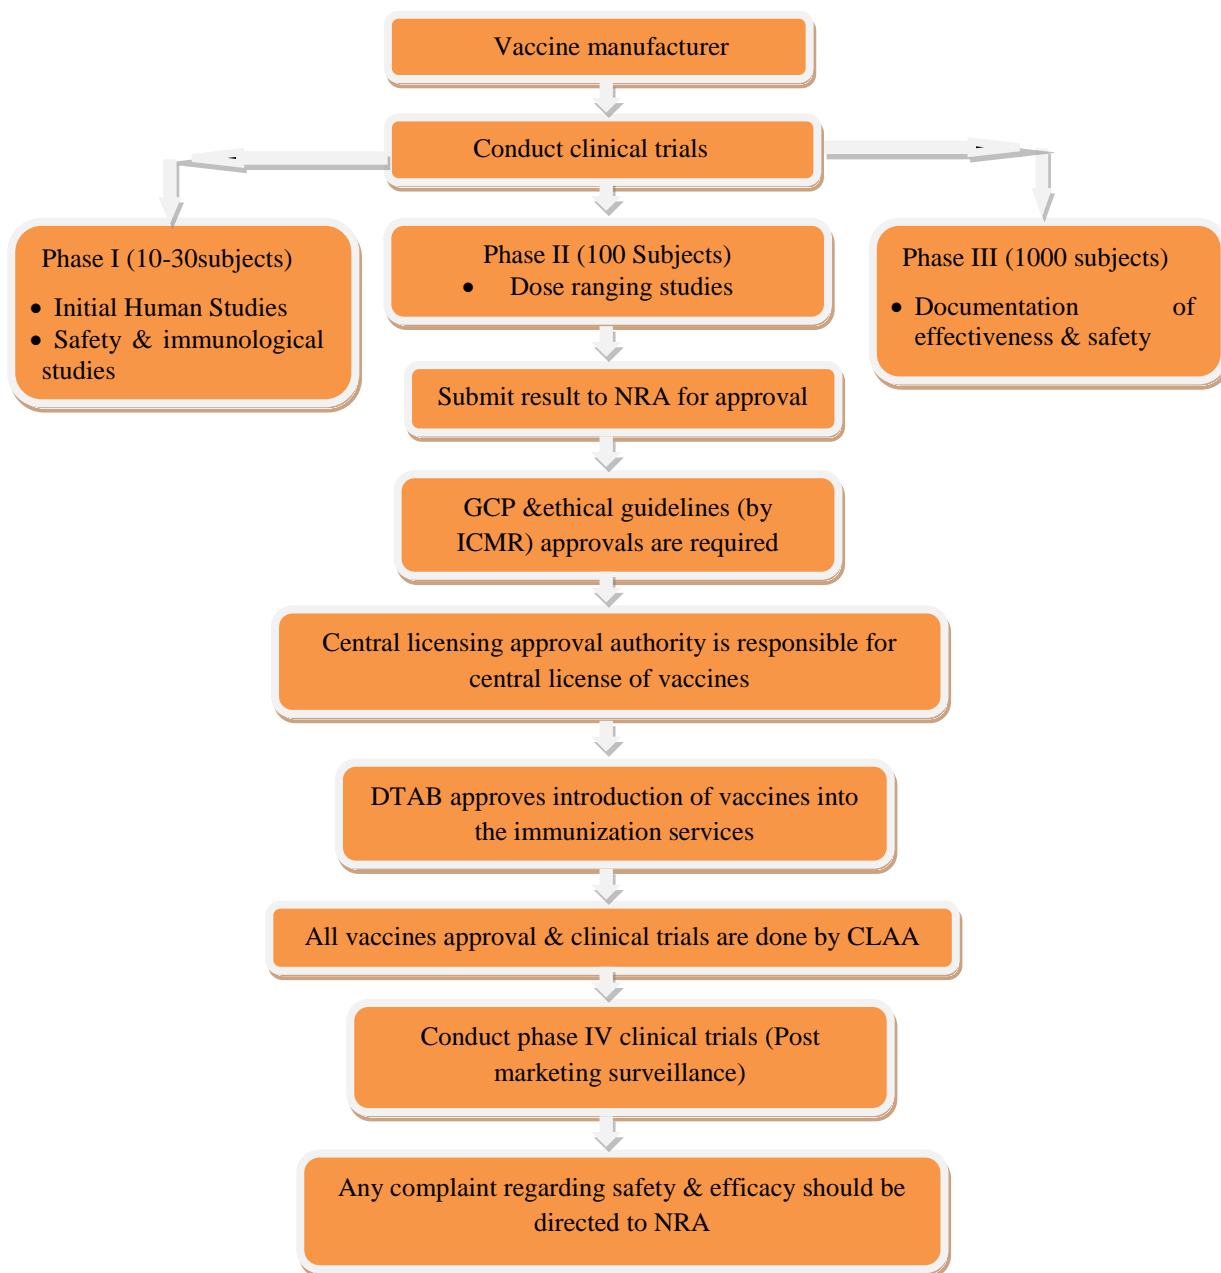 Vaccine manufacturer
Conduct clinical trials
Phase I (10-30subjects)
• Initial Human Studies
• Safety & immunological
studies
Phase II (100 Subjects)
• Dose ranging studies
Phase III (1000 subjects)
• Documentation of
effectiveness & safety
Submit result to NRA for approval
GCP &ethical guidelines (by
ICMR) approvals are required
Central licensing approval authority is responsible for
central license of vaccines
DTAB approves introduction of vaccines into
the immunization services
All vaccines approval & clinical trials are done by CLAA
Conduct phase IV clinical trials (Post
marketing surveillance)
Any complaint regarding safety & efficacy should be
directed to NRA